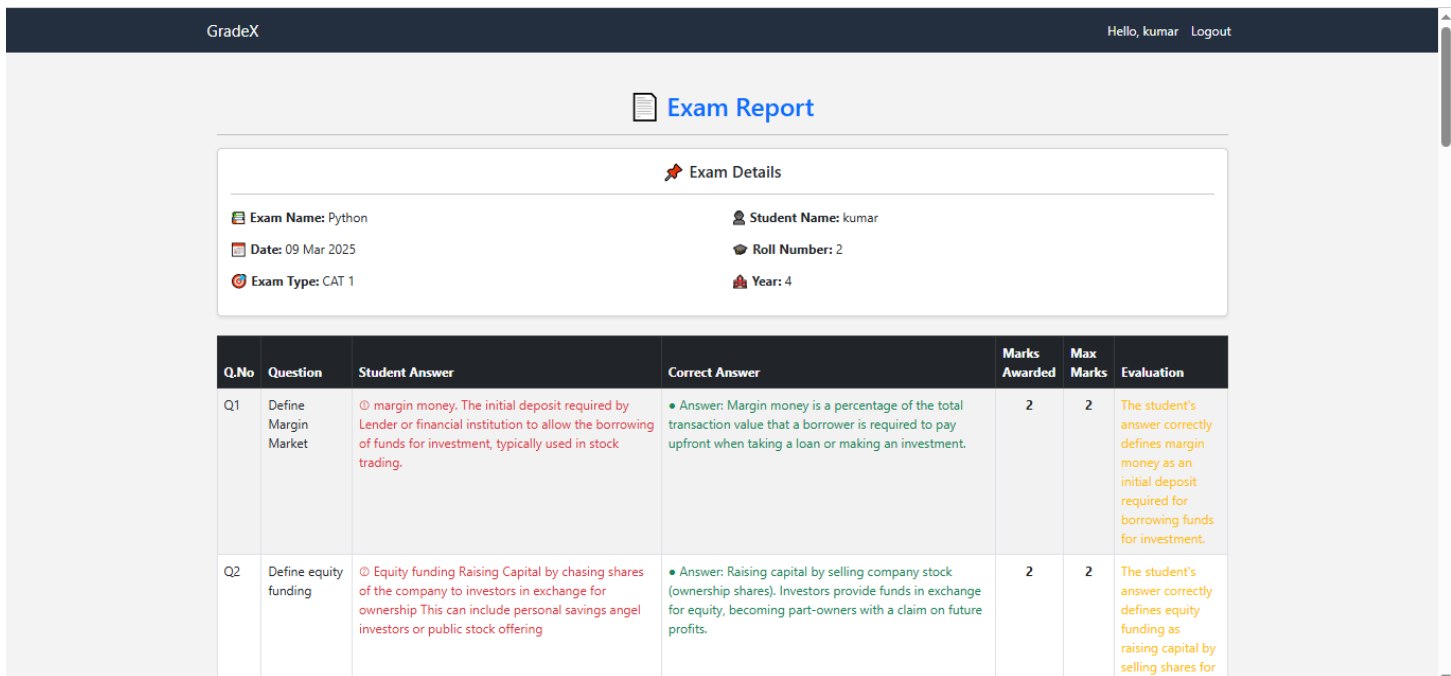 GradeX
Hello, kumar Logout
Exam Report
Exam Details
Exam Name: Python
Student Name: kumar
Date: 09 Mar 2025
Roll Number: 2
Exam Type: CAT 1
Year: 4
Q.No Question Student Answer Correct Answer Marks Awarded Max Marks Evaluation
Q1
Define
Margin
Market
① margin money. The initial deposit required by
Lender or financial institution to allow the borrowing
of funds for investment, typically used in stock
trading.
● Answer: Margin money is a percentage of the total
transaction value that a borrower is required to pay
upfront when taking a loan or making an investment.
2
2
The student's
answer correctly
defines margin
money as an
initial deposit
required for
borrowing funds
for investment.
Q2
Define equity
funding
② Equity funding Raising Capital by chasing shares
of the company to investors in exchange for
ownership This can include personal savings angel
investors or public stock offering
● Answer: Raising capital by selling company stock
(ownership shares). Investors provide funds in exchange
for equity, becoming part-owners with a claim on future
profits.
2
2
The student's
answer correctly
defines equity
funding as
raising capital by
selling shares for